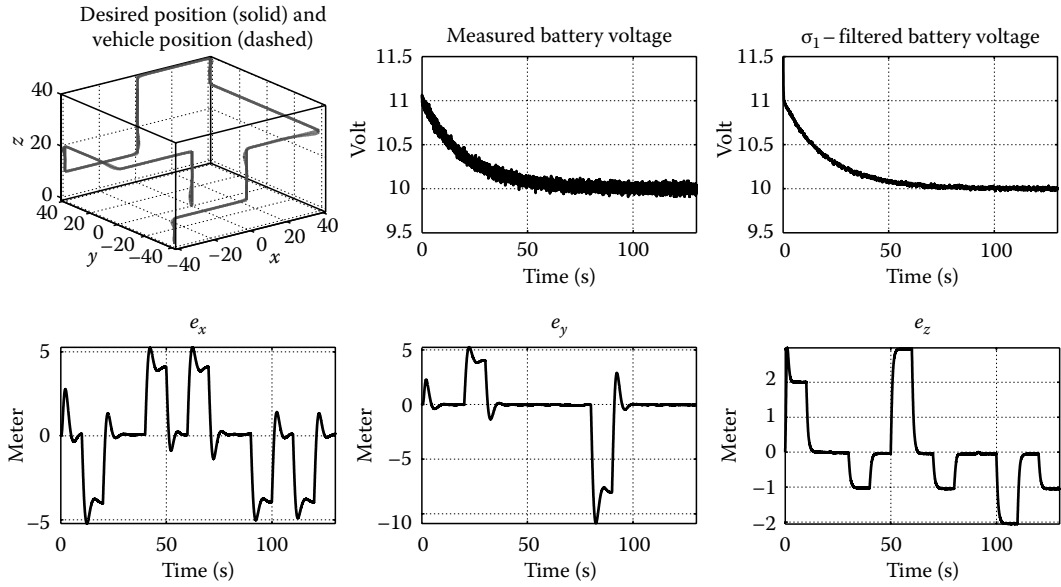 Desired position (solid) and
vehicle position (dashed)
40
20
0
z
40
20
0
−20
−40
y
−40
−20
0
20
40
x
Measured battery voltage
11.5
11
10.5
10
9.5
Volt
0
50
100
Time (s)
σ1 – filtered battery voltage
11.5
11
10.5
10
9.5
Volt
0
50
100
Time (s)
ex
5
0
−5
Meter
0
100
Time (s)
ey
5
0
−5
−10
Meter
0
50
100
Time (s)
ez
2
1
0
−1
−2
Meter
0
50
100
Time (s)